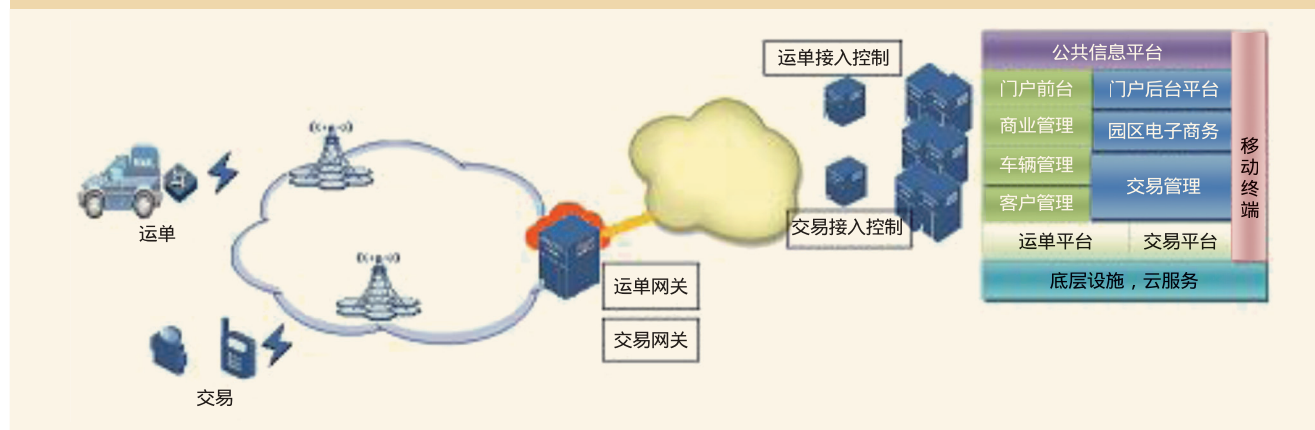 运单接入控制
公共信息平台
门户前台
门户后台平台
商业管理
园区电子商务
车辆管理
交易管理
客户管理
移动终端
运单平台
交易平台
底层设施，云服务
交易接入控制
运单
运单网关
交易网关
交易